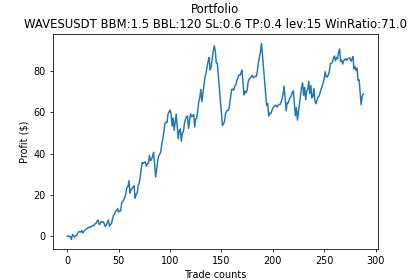 Portfolio
WAVESUSDT BBM:1.5 BBL:120 SL:0.6 TP:0.4 lev:15 WinRatio:71.0
Profit ($)
80
60
40
20
0
0 50 100 150 200 250 300
Trade counts